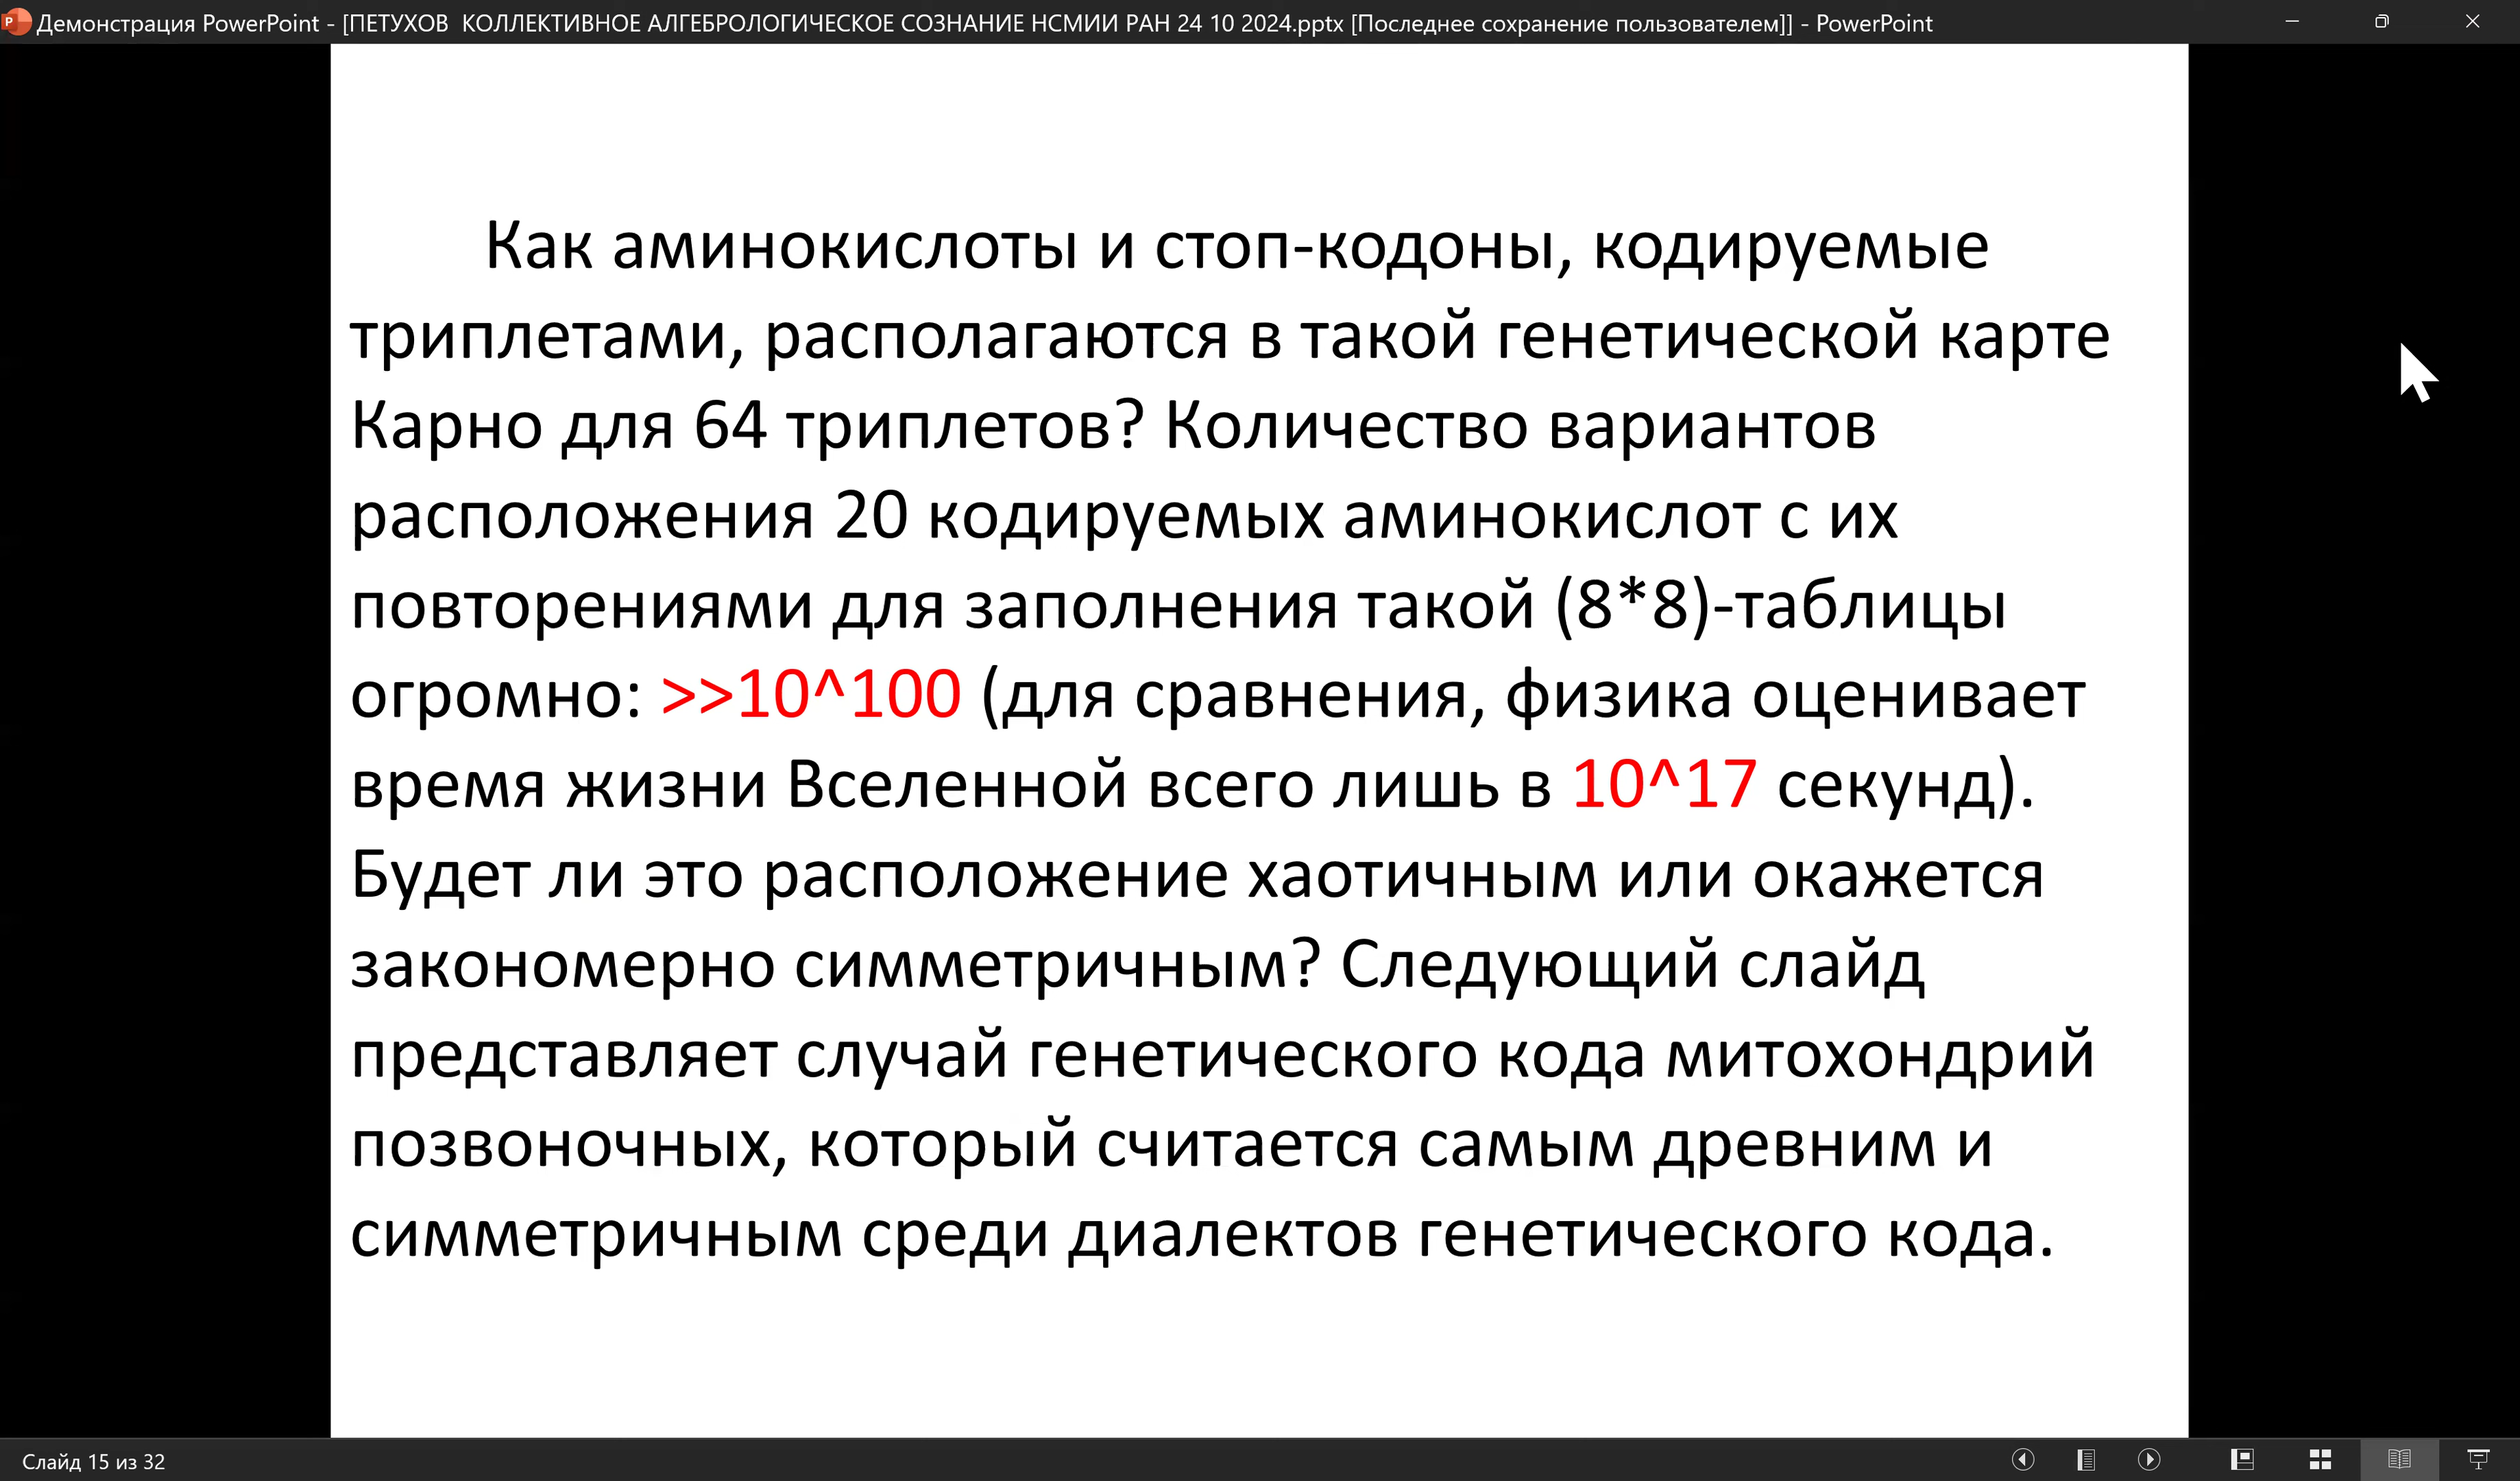 Демонстрация PowerPoint - [ПЕТУХОВ  КОЛЛЕКТИВНОЕ АЛГЕБРОЛОГИЧЕСКОЕ СОЗНАНИЕ НСМИИ РАН 24 10 2024.pptx [Последнее сохранение пользователем]] - PowerPoint
Как аминокислоты и стоп-кодоны, кодируемые
триплетами, располагаются в такой генетической карте
Карно для 64 триплетов? Количество вариантов
расположения 20 кодируемых аминокислот с их
повторениями для заполнения такой (8*8)-таблицы
огромно: >>10^100 (для сравнения, физика оценивает
время жизни Вселенной всего лишь в 10^17 секунд).
Будет ли это расположение хаотичным или окажется
закономерно симметричным? Следующий слайд
представляет случай генетического кода митохондрий
позвоночных, который считается самым древним и
симметричным среди диалектов генетического кода.
Слайд 15 из 32